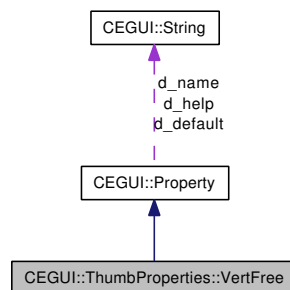 CEGUI::String
d_name
d_help
d_default
CEGUI::Property
CEGUI::ThumbProperties::VertFree